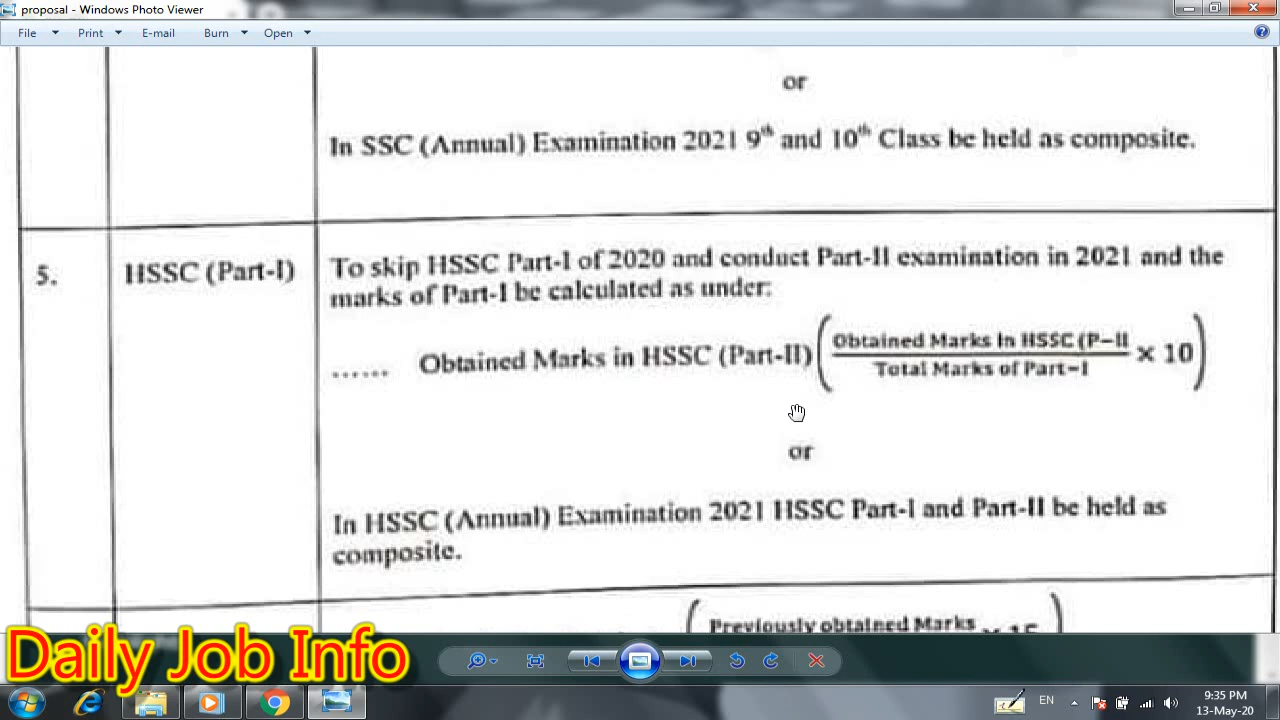 proposal - Windows Photo Viewer
File Print E-mail Burn Open
or
In SSC (Annual) Examination 2021 9th and 10th Class be held as composite.
5. HSSC (Part-I) To skip HSSC Part-I of 2020 and conduct Part-II examination in 2021 and the
marks of Part-I be calculated as under:
...... Obtained Marks in HSSC (Part-II) (Obtained Marks in HSSC (P-II
Total Marks of Part-I × 10)
or
In HSSC (Annual) Examination 2021 HSSC Part-I and Part-II be held as
composite.
(Previously obtained Marks × 15)
Daily Job Info
EN
9:35 PM
13-May-20